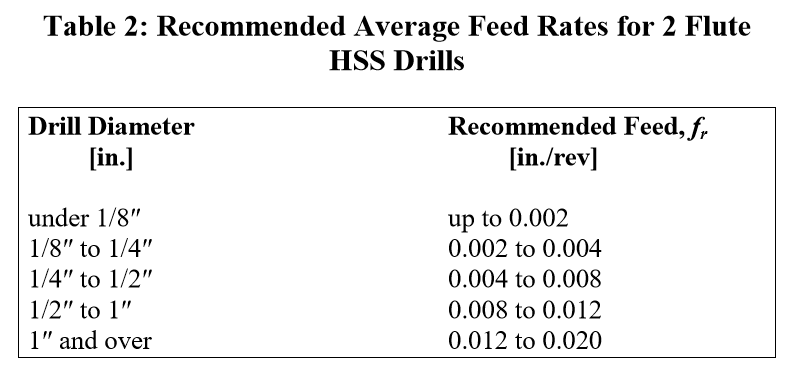 Table 2: Recommended Average Feed Rates for 2 Flute
HSS Drills
Drill Diameter Recommended Feed, fr
[in.] [in./rev]
under 1/8″ up to 0.002
1/8″ to 1/4″ 0.002 to 0.004
1/4″ to 1/2″ 0.004 to 0.008
1/2″ to 1″ 0.008 to 0.012
1″ and over 0.012 to 0.020